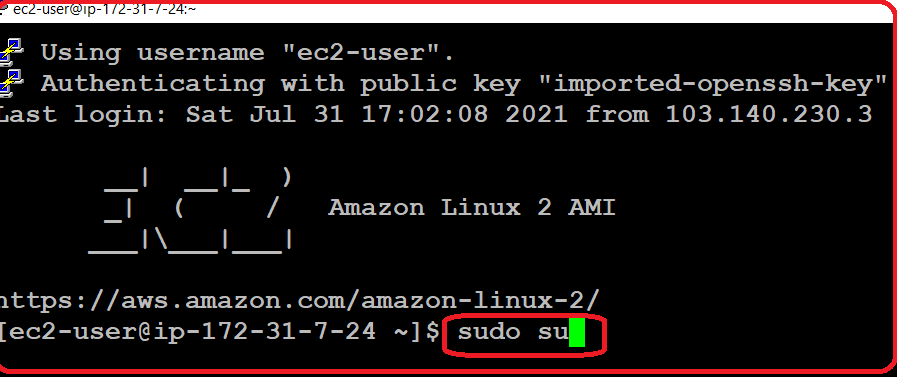 ec2-user@ip-172-31-7-24:~
Using username "ec2-user".
Authenticating with public key "imported-openssh-key"
Last login: Sat Jul 31 17:02:08 2021 from 103.140.230.3
       __|  __|_  )
       _|  (     /   Amazon Linux 2 AMI
      ___|\___|___|
https://aws.amazon.com/amazon-linux-2/
[ec2-user@ip-172-31-7-24 ~]$ sudo su